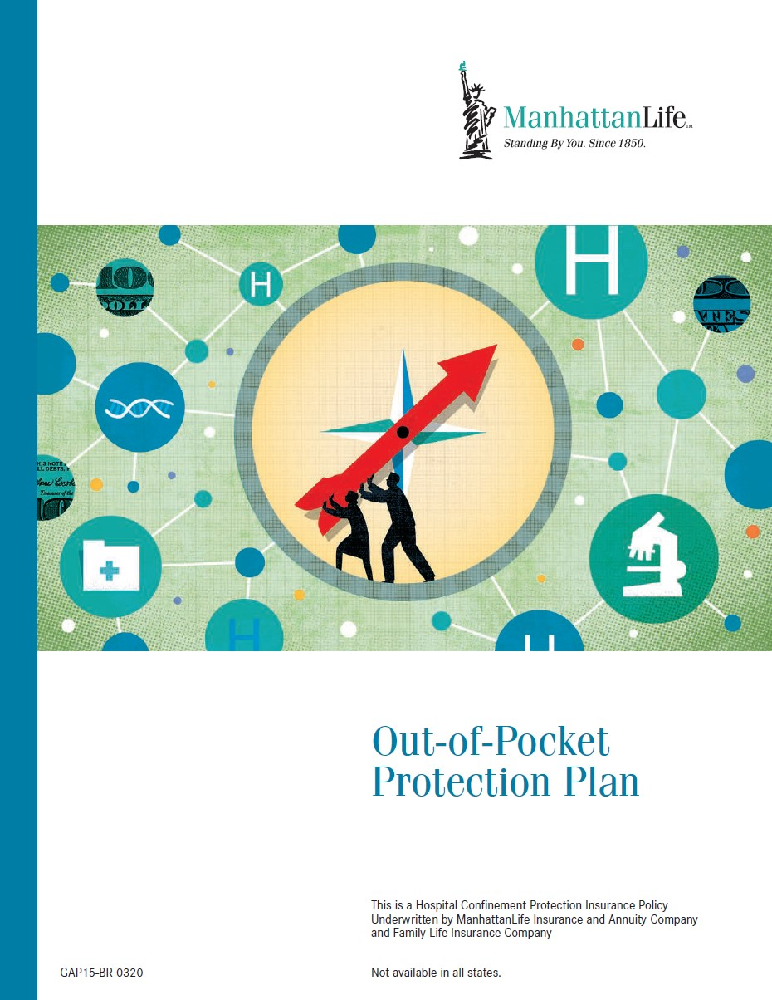 ManhattanLife™
Standing By You. Since 1850.
H
H
H
H
Out-of-Pocket
Protection Plan
This is a Hospital Confinement Protection Insurance Policy
Underwritten by ManhattanLife Insurance and Annuity Company
and Family Life Insurance Company
GAP15-BR 0320
Not available in all states.